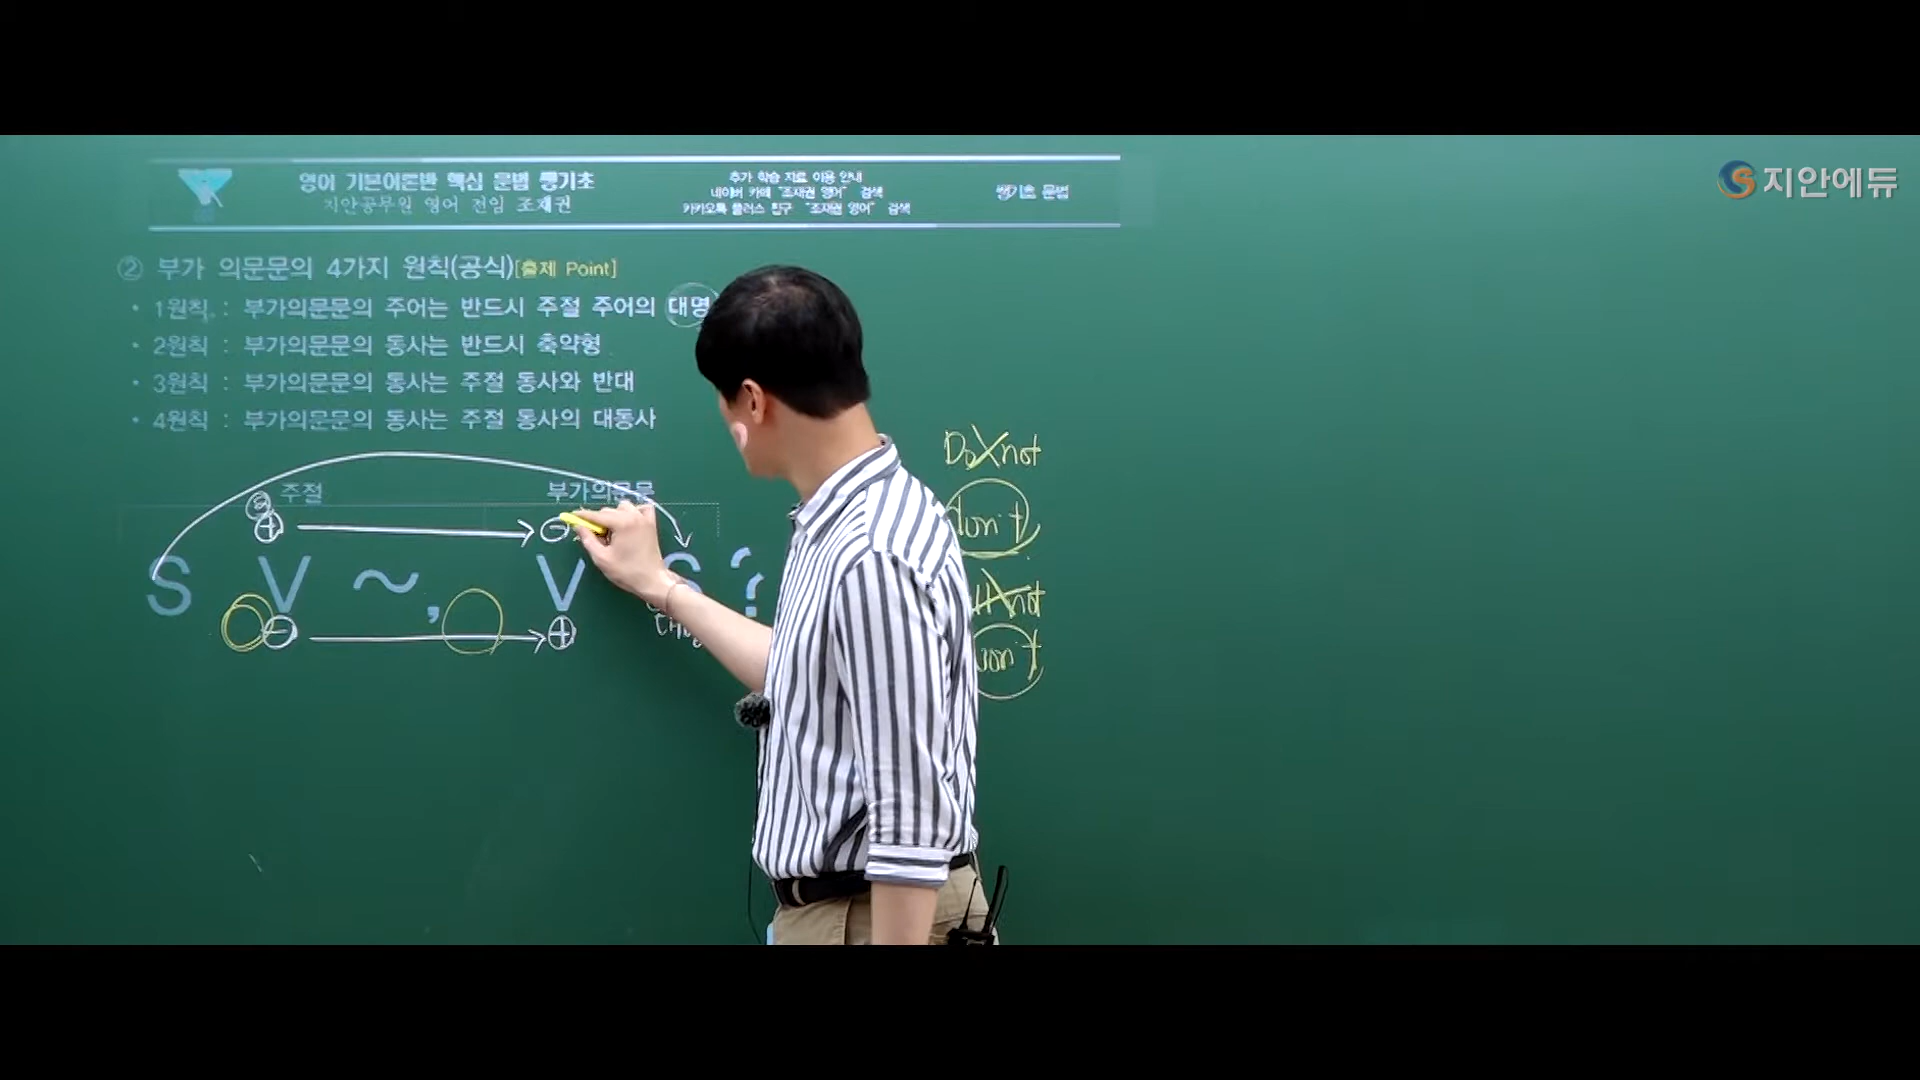 영어 기본이론반 핵심 문법 쌩기초
지안공무원 영어 전임 조재권
추가 학습 자료 이용 안내
네이버 카페 "조재권 영어" 검색
카카오톡 플러스 친구 "조재권 영어" 검색
쌩기초 문법
지안에듀
② 부가 의문문의 4가지 원칙(공식)[출제 Point]
• 1원칙 : 부가의문문의 주어는 반드시 주절 주어의 대명
• 2원칙 : 부가의문문의 동사는 반드시 축약형
• 3원칙 : 부가의문문의 동사는 주절 동사와 반대
• 4원칙 : 부가의문문의 동사는 주절 동사의 대동사
Do not
don't
주절 부가의문문
+ -
S V ~, V S ?
not
won't
- +